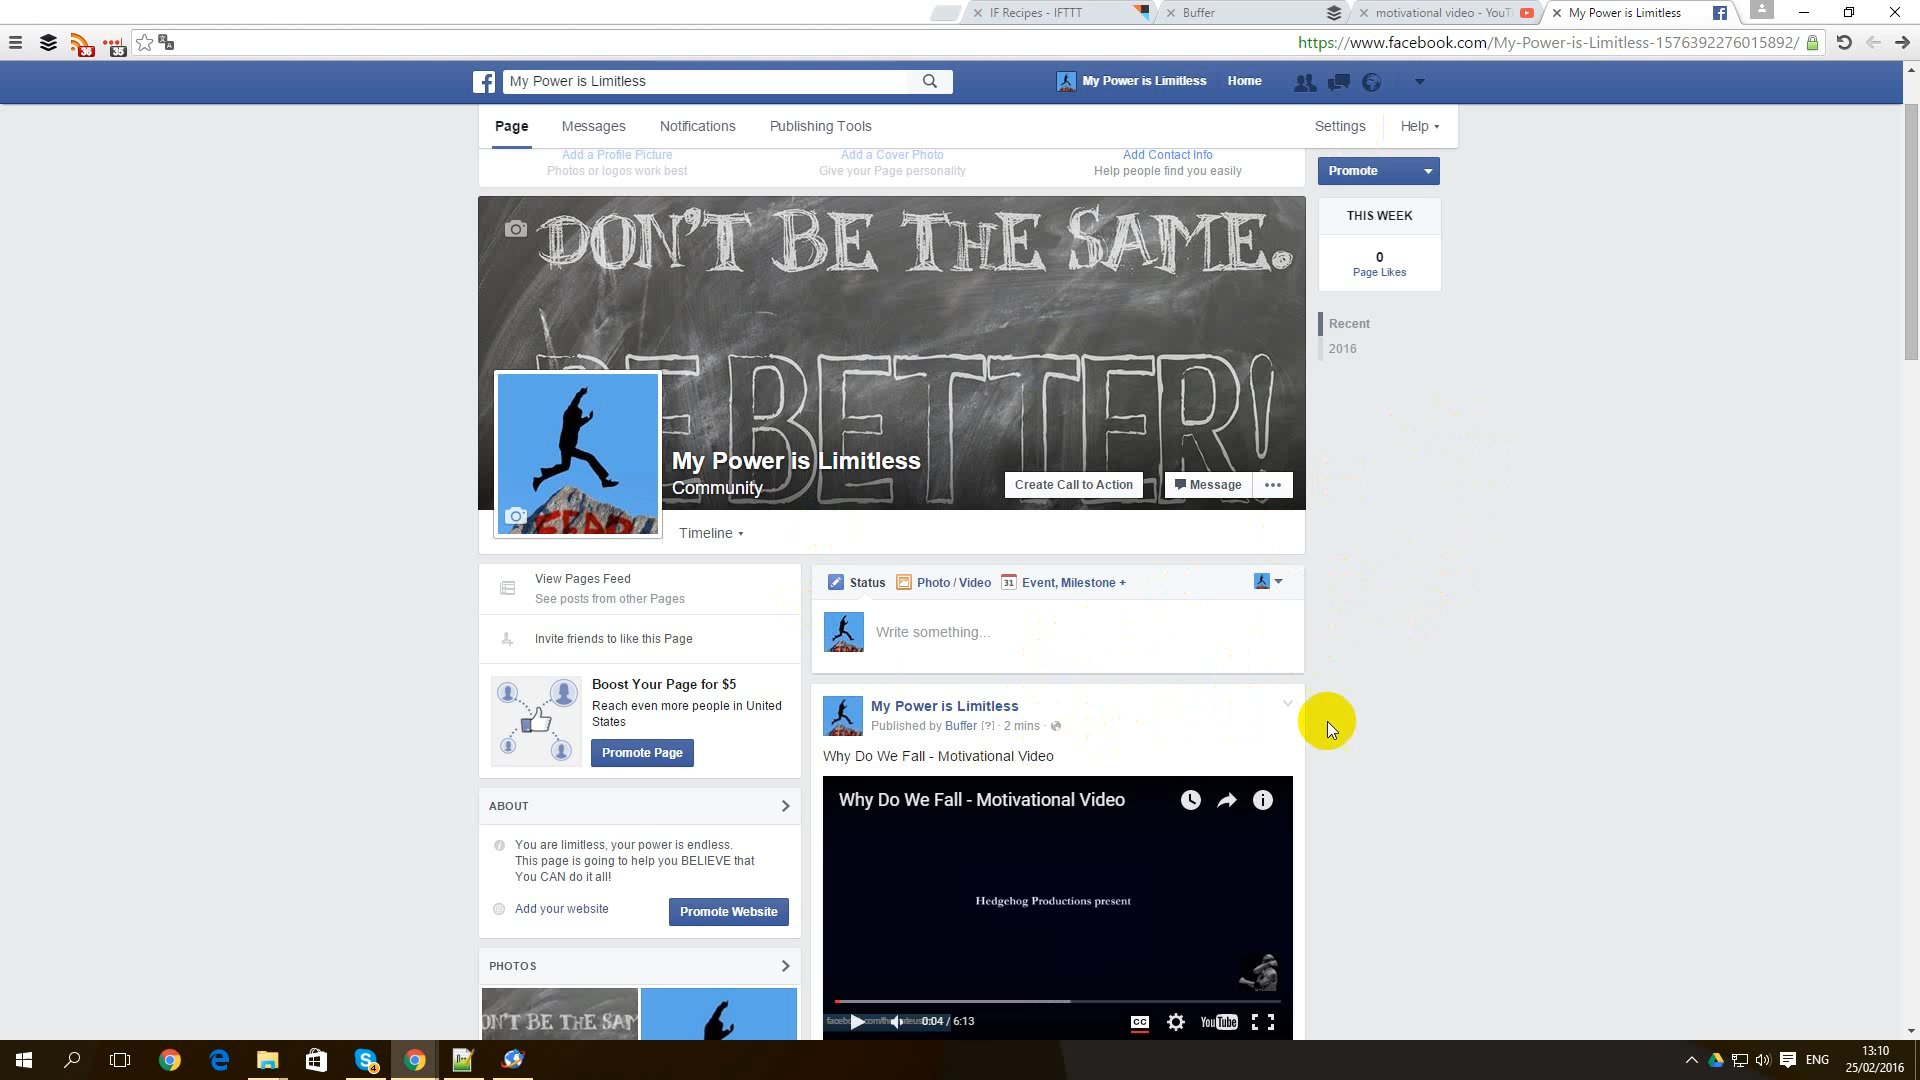 IF Recipes - IFTTT
Buffer
motivational video - YouT
My Power is Limitless
36
35
https://www.facebook.com/My-Power-is-Limitless-1576392276015892/
My Power is Limitless
My Power is Limitless
Home
Page
Messages
Notifications
Publishing Tools
Settings
Help
Add a Profile Picture
Photos or logos work best
Add a Cover Photo
Give your Page personality
Add Contact Info
Help people find you easily
Promote
THIS WEEK
0
Page Likes
Recent
2016
DON'T BE THE SAME.
BE BETTER!
My Power is Limitless
Community
Create Call to Action
Message
FEAR
Timeline
View Pages Feed
See posts from other Pages
Invite friends to like this Page
Boost Your Page for $5
Reach even more people in United
States
Promote Page
ABOUT
You are limitless, your power is endless.
This page is going to help you BELIEVE that
You CAN do it all!
Add your website
Promote Website
PHOTOS
Status
Photo / Video
31
Event, Milestone +
Write something...
My Power is Limitless
Published by Buffer [?] · 2 mins ·
Why Do We Fall - Motivational Video
Why Do We Fall - Motivational Video
Hedgehog Productions present
0:04 / 6:13
CC
YouTube
4
ENG
13:10
25/02/2016